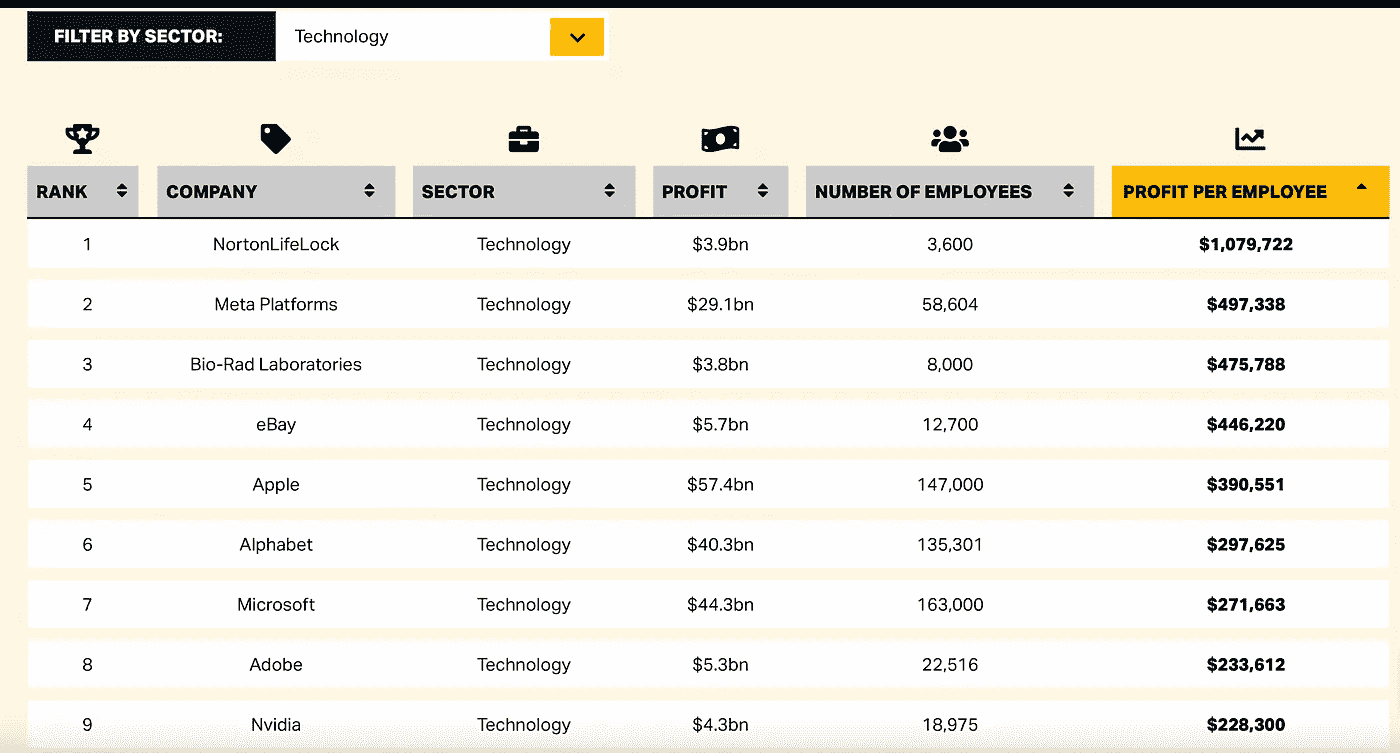 FILTER BY SECTOR: Technology
RANK COMPANY SECTOR PROFIT NUMBER OF EMPLOYEES PROFIT PER EMPLOYEE
1 NortonLifeLock Technology $3.9bn 3,600 $1,079,722
2 Meta Platforms Technology $29.1bn 58,604 $497,338
3 Bio-Rad Laboratories Technology $3.8bn 8,000 $475,788
4 eBay Technology $5.7bn 12,700 $446,220
5 Apple Technology $57.4bn 147,000 $390,551
6 Alphabet Technology $40.3bn 135,301 $297,625
7 Microsoft Technology $44.3bn 163,000 $271,663
8 Adobe Technology $5.3bn 22,516 $233,612
9 Nvidia Technology $4.3bn 18,975 $228,300